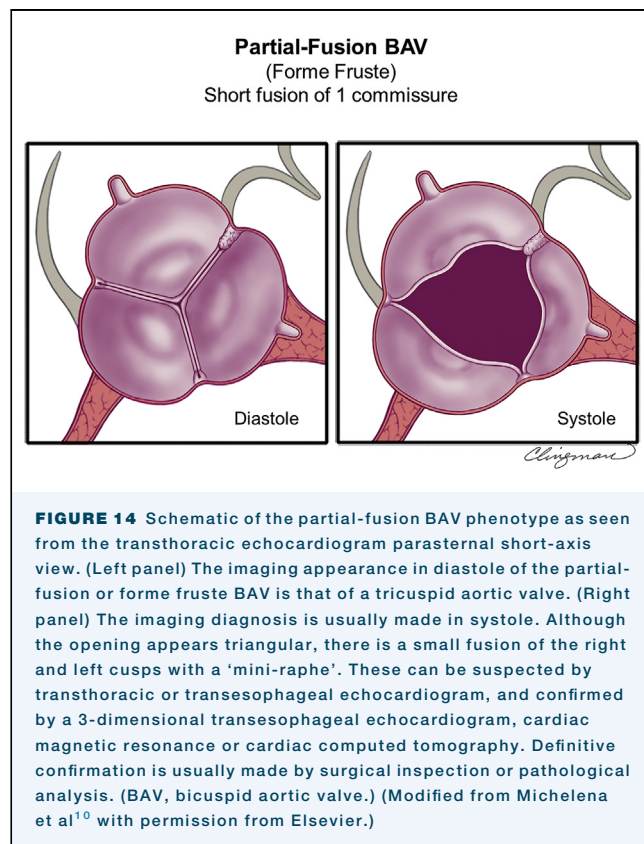 Partial-Fusion BAV
(Forme Fruste)
Short fusion of 1 commissure
Diastole
Systole
Clingman
FIGURE 14 Schematic of the partial-fusion BAV phenotype as seen
from the transthoracic echocardiogram parasternal short-axis
view. (Left panel) The imaging appearance in diastole of the partial-
fusion or forme fruste BAV is that of a tricuspid aortic valve. (Right
panel) The imaging diagnosis is usually made in systole. Although
the opening appears triangular, there is a small fusion of the right
and left cusps with a ‘mini-raphe’. These can be suspected by
transthoracic or transesophageal echocardiogram, and confirmed
by a 3-dimensional transesophageal echocardiogram, cardiac
magnetic resonance or cardiac computed tomography. Definitive
confirmation is usually made by surgical inspection or pathological
analysis. (BAV, bicuspid aortic valve.) (Modified from Michelena
et al10 with permission from Elsevier.)